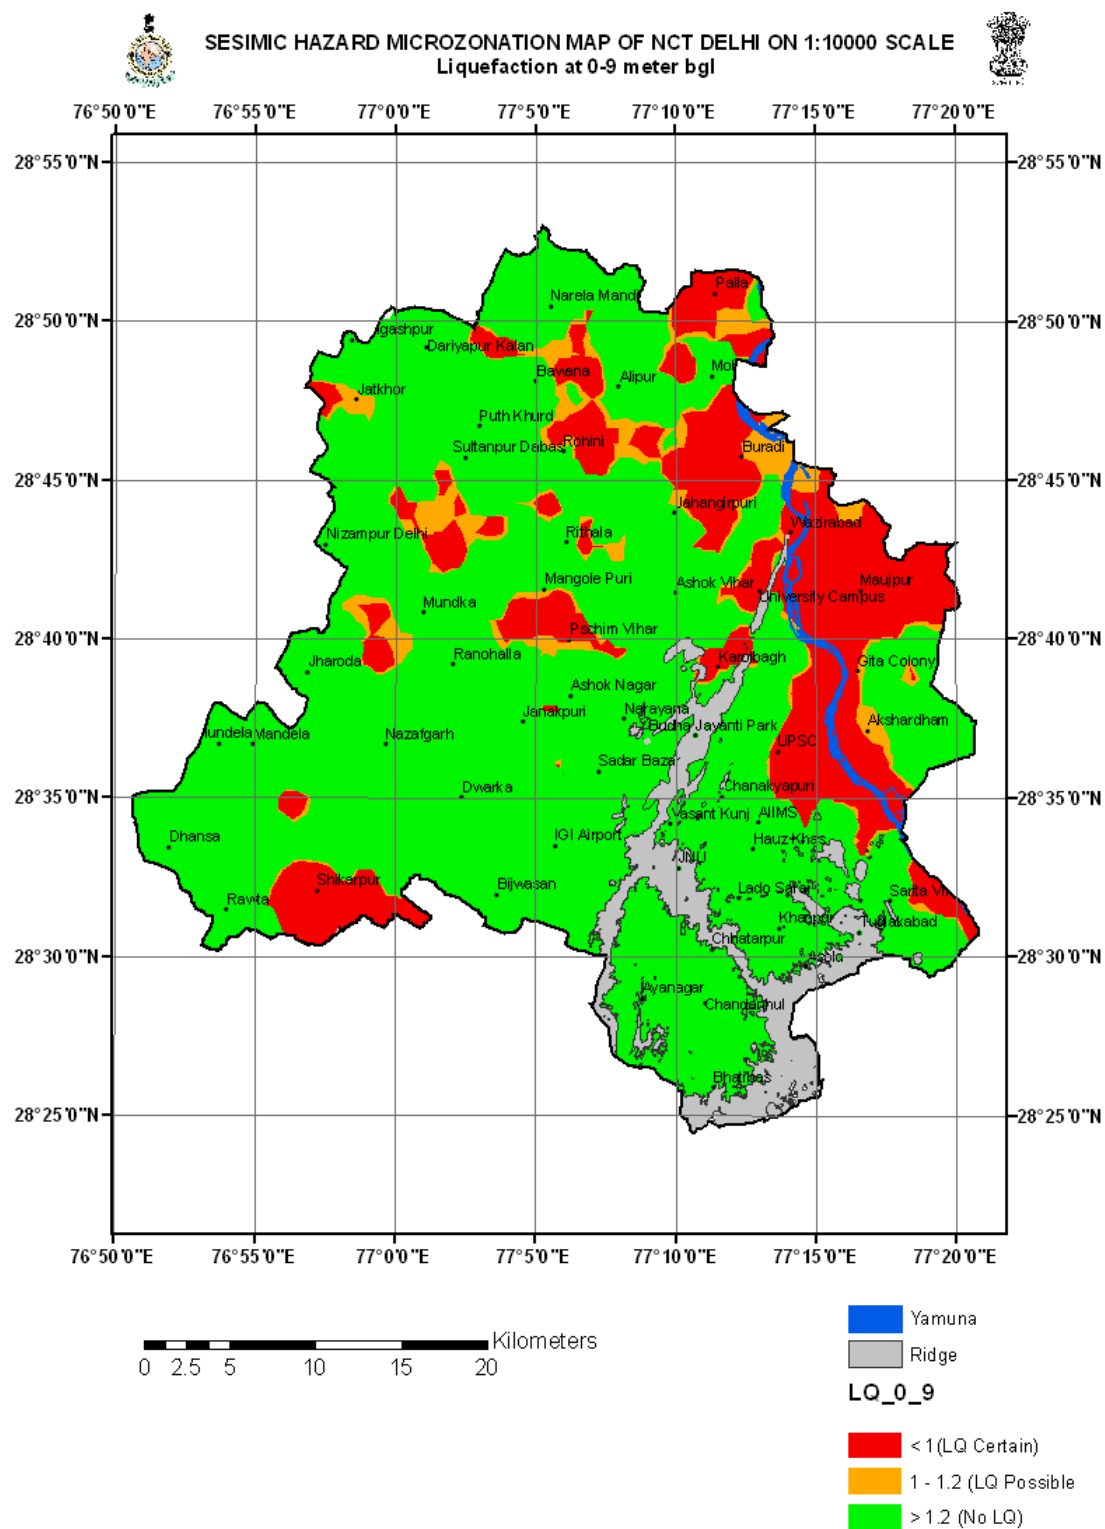 SESIMIC HAZARD MICROZONATION MAP OF NCT DELHI ON 1:10000 SCALE
Liquefaction at 0-9 meter bgl
76°50'0"E 76°55'0"E 77°0'0"E 77°5'0"E 77°10'0"E 77°15'0"E 77°20'0"E
28°55'0"N 28°55'0"N
Palla
Narela Mandi
28°50'0"N 28°50'0"N
Dariyapur Kalan
Bawana Alipur
Jatkhor
Puth Khurd
Sultanpur Dabas Rohini Buradi
28°45'0"N 28°45'0"N
Jahangirpuri
Wazirabad
Nizampur Delhi Rithala
Mangole Puri Ashok Vihar Maujpur
University Campus
Mundka
Pschim Vihar
28°40'0"N 28°40'0"N
Jharoda Ranohalla Karolbagh Gita Colony
Ashok Nagar
Janakpuri Narayana
Budha Jayanti Park Akshardham
Mandela Nazafgarh UPSC
Sadar Bazar
Dwarka Chanakyapuri
28°35'0"N 28°35'0"N
Vasant Kunj AIIMS
Dhansa IGI Airport Hauz Khas
JNU
Shikarpur Bijwasan Lado Sarai Sarita Vi
Rawta Khanpur Tuglakabad
Chhatarpur
28°30'0"N 28°30'0"N
Asola
Ayanagar
Chandanhul
Bhatibas
28°25'0"N 28°25'0"N
76°50'0"E 76°55'0"E 77°0'0"E 77°5'0"E 77°10'0"E 77°15'0"E 77°20'0"E
Kilometers
0 2.5 5 10 15 20
Yamuna
Ridge
LQ_0_9
< 1(LQ Certain)
1 - 1.2 (LQ Possible
> 1.2 (No LQ)